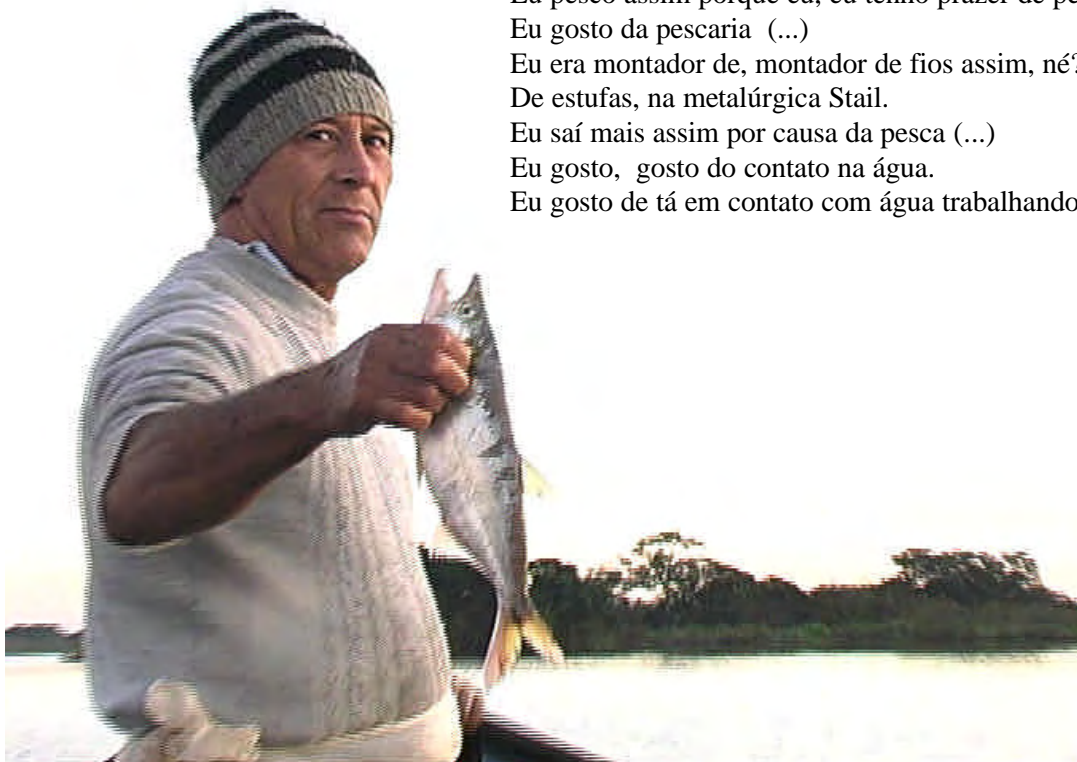 Eu pesco assim porque eu, eu tenho prazer de pe
Eu gosto da pescaria (...)
Eu era montador de, montador de fios assim, né?
De estufas, na metalúrgica Stail.
Eu saí mais assim por causa da pesca (...)
Eu gosto, gosto do contato na água.
Eu gosto de tá em contato com água trabalhando